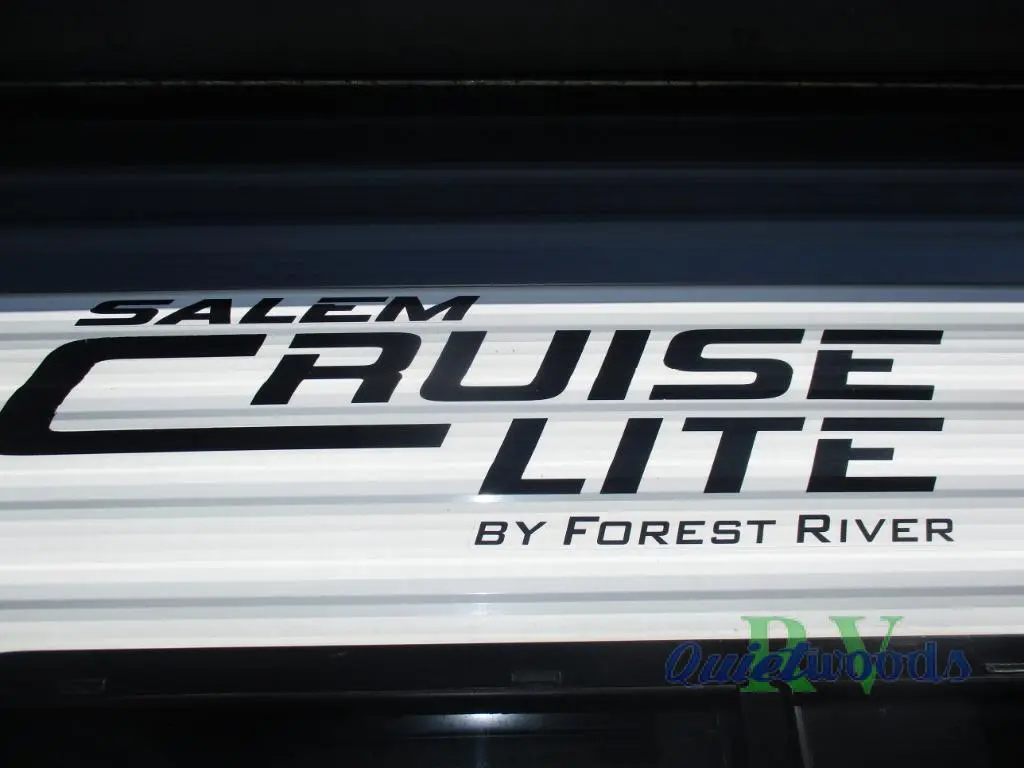 SALEM
CRUISE
LITE
BY FOREST RIVER
RV
Quietwoods